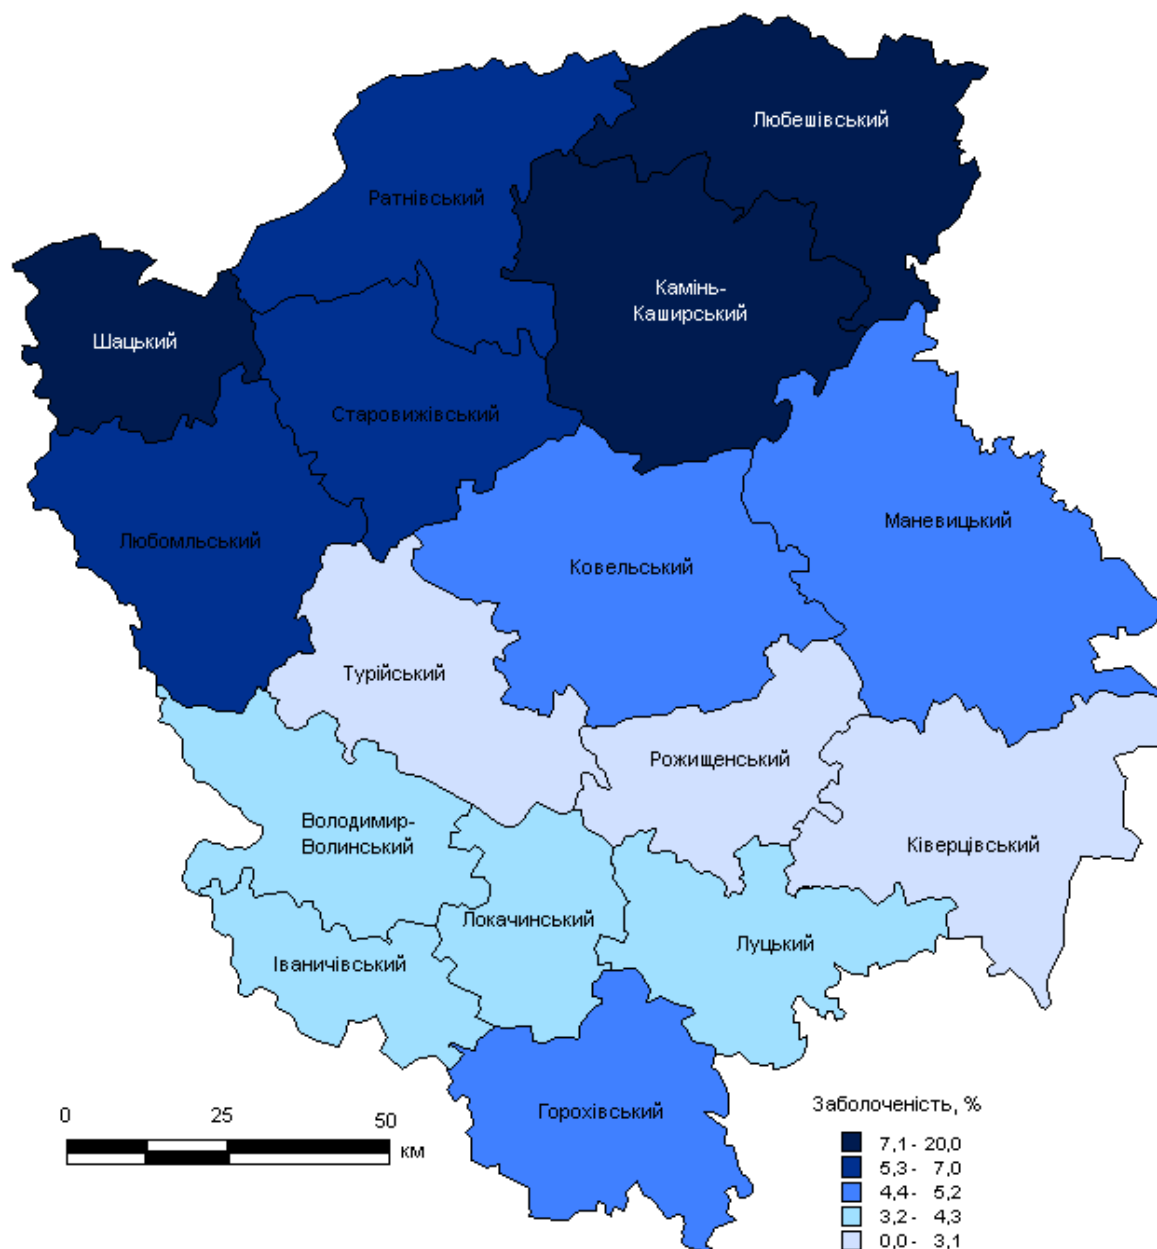 Любешівський
Ратнівський
Камінь-
Каширський
Шацький
Старовижівський
Маневицький
Любомльський
Ковельський
Турійський
Рожищенський
Володимир-
Волинський
Ківерцівський
Локачинський
Луцький
Іваничівський
Горохівський
0 25 50
км
Заболоченість, %
7,1 - 20,0
5,3 - 7,0
4,4 - 5,2
3,2 - 4,3
0,0 - 3,1